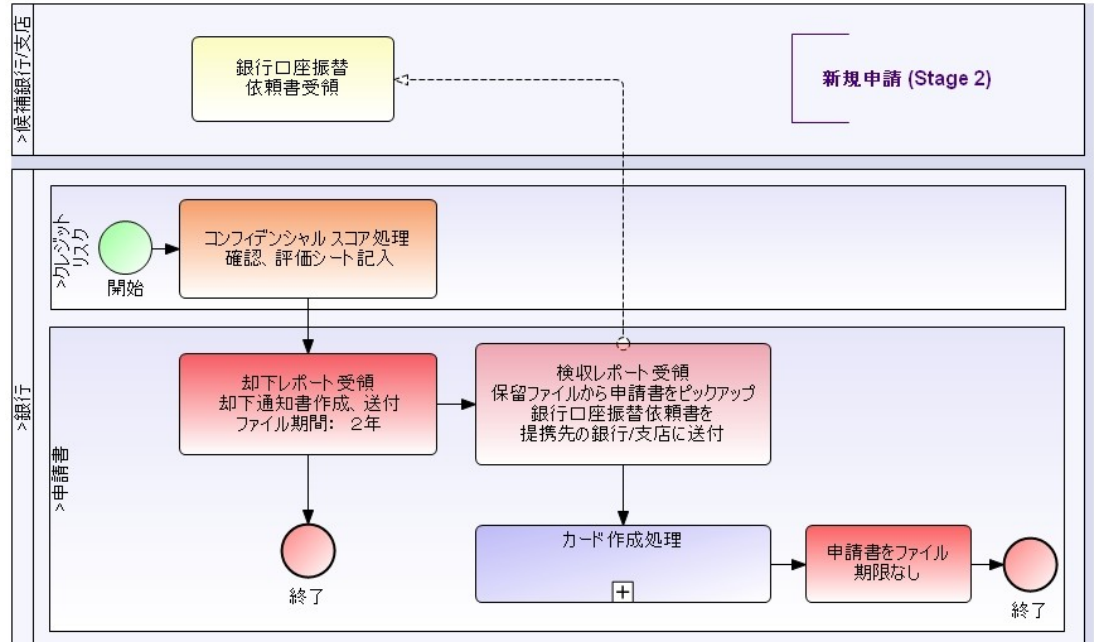 >候補銀行/支店
銀行口座振替
依頼書受領
新規申請 (Stage 2)
>銀行
>クレジット
リスク
開始
コンフィデンシャル スコア処理
確認、評価シート記入
>申請書
却下レポート受領
却下通知書作成、送付
ファイル期間: 2年
検収レポート受領
保留ファイルから申請書をピックアップ
銀行口座振替依頼書を
提携先の銀行/支店に送付
終了
カード作成処理
+
申請書をファイル
期限なし
終了